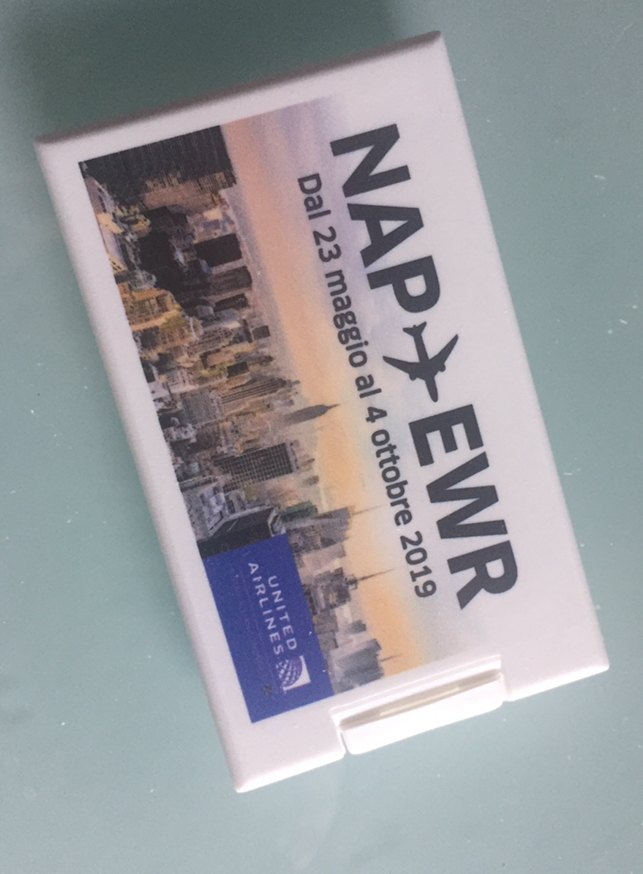 NAP EWR
Dal 23 maggio al 4 ottobre 2019
UNITED
AIRLINES